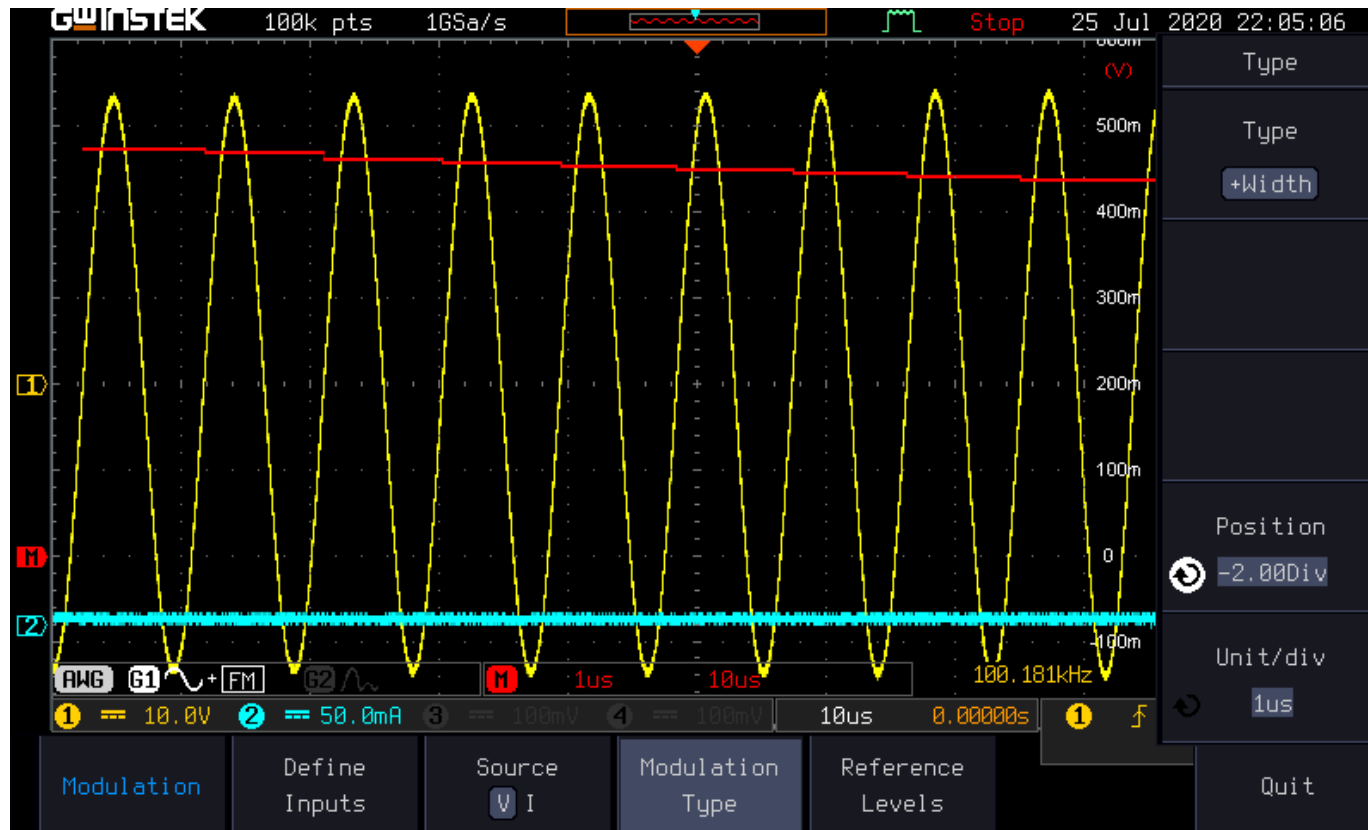 GWINSTEK 100k pts 1GSa/s Stop 25 Jul 2020 22:05:06
(V)
500m
400m
300m
200m
100m
0
-100m
1
M
2
AWG G1 + FM G2 M 1us 10us 100.181kHz
1 10.0V 2 50.0mA 3 100mV 4 100mV 10us 0.00000s 1
Type
Type
+Width
Position
-2.00Div
Unit/div
1us
Modulation
Define
Inputs
Source
V I
Modulation
Type
Reference
Levels
Quit